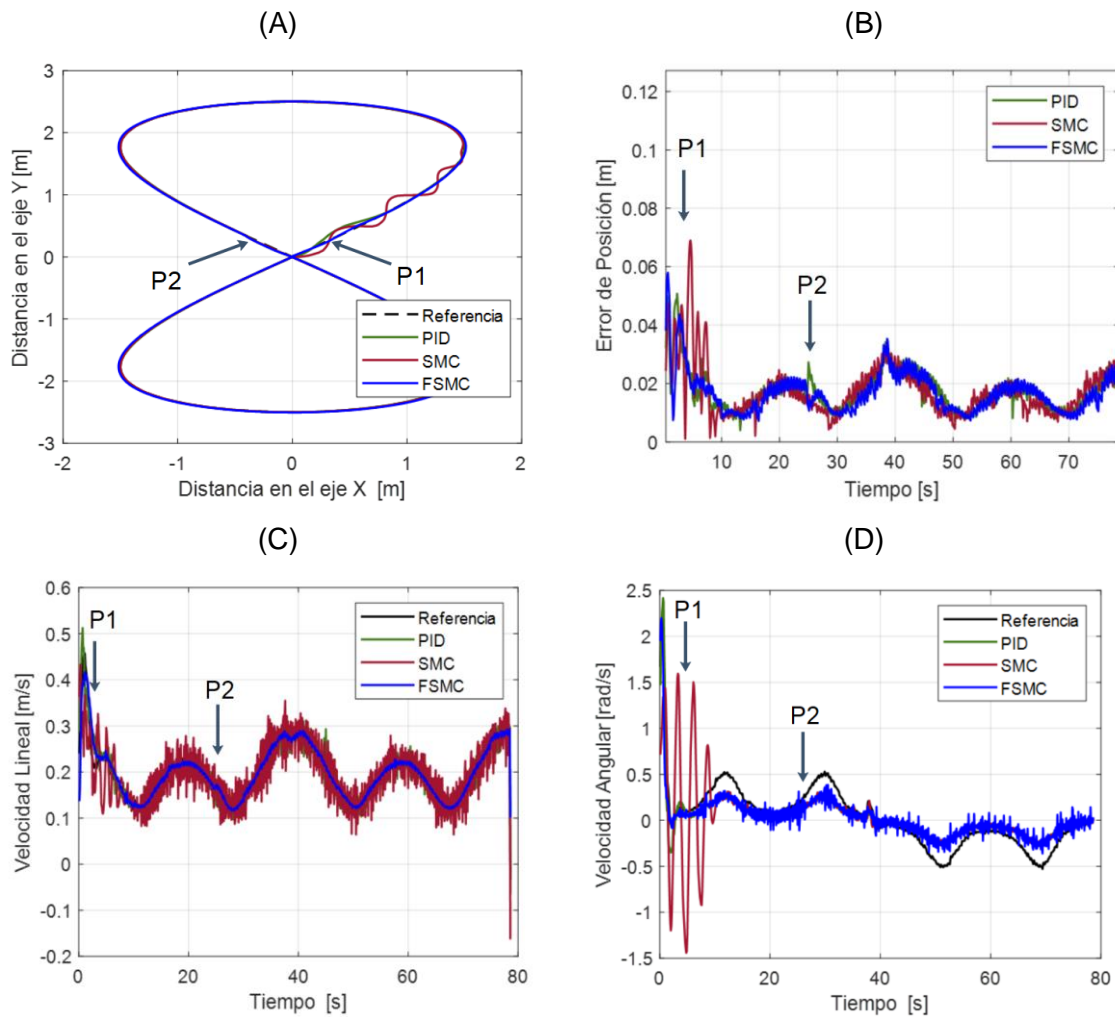 (A)
3
2
1
0
-1
-2
-3
-2
-1
0
1
2
Distancia en el eje Y [m]
Distancia en el eje X [m]
P2
P1
Referencia
PID
SMC
FSMC
(B)
0.12
0.1
0.08
0.06
0.04
0.02
0
10
20
30
40
50
60
70
Error de Posición [m]
Tiempo [s]
P1
P2
PID
SMC
FSMC
(C)
0.6
0.5
0.4
0.3
0.2
0.1
0
-0.1
-0.2
0
20
40
60
80
Velocidad Lineal [m/s]
Tiempo [s]
P1
P2
Referencia
PID
SMC
FSMC
(D)
2.5
2
1.5
1
0.5
0
-0.5
-1
-1.5
0
20
40
60
80
Velocidad Angular [rad/s]
Tiempo [s]
P1
P2
Referencia
PID
SMC
FSMC